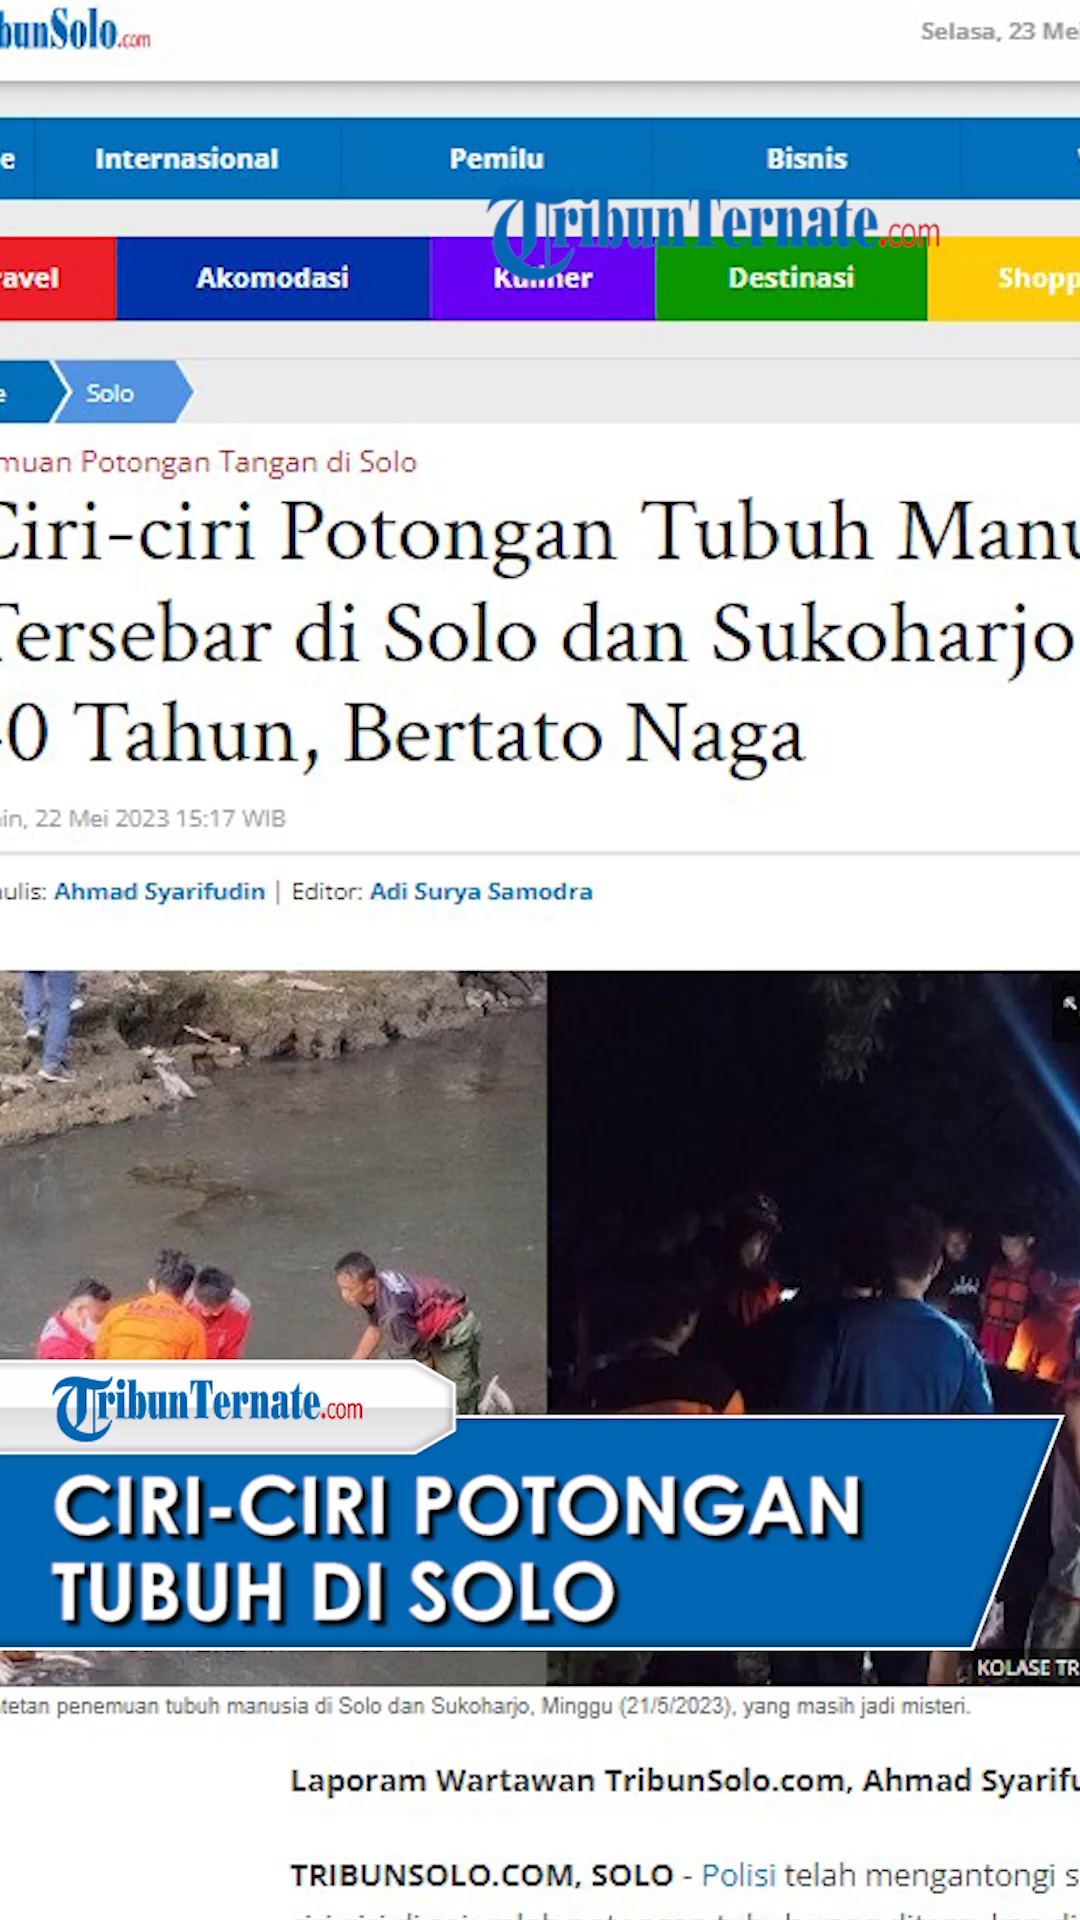 bunSolo.com
Selasa, 23 Mei
Internasional Pemilu Bisnis
TribunTernate.com
Akomodasi Kuliner Destinasi Shopp
Solo
muan Potongan Tangan di Solo
Ciri-ciri Potongan Tubuh Manu
Tersebar di Solo dan Sukoharjo
40 Tahun, Bertato Naga
in, 22 Mei 2023 15:17 WIB
ulis: Ahmad Syarifudin | Editor: Adi Surya Samodra
TribunTernate.com
CIRI-CIRI POTONGAN
TUBUH DI SOLO
KOLASE TR
tetan penemuan tubuh manusia di Solo dan Sukoharjo, Minggu (21/5/2023), yang masih jadi misteri.
Laporam Wartawan TribunSolo.com, Ahmad Syarifu
TRIBUNSOLO.COM, SOLO - Polisi telah mengantongi s